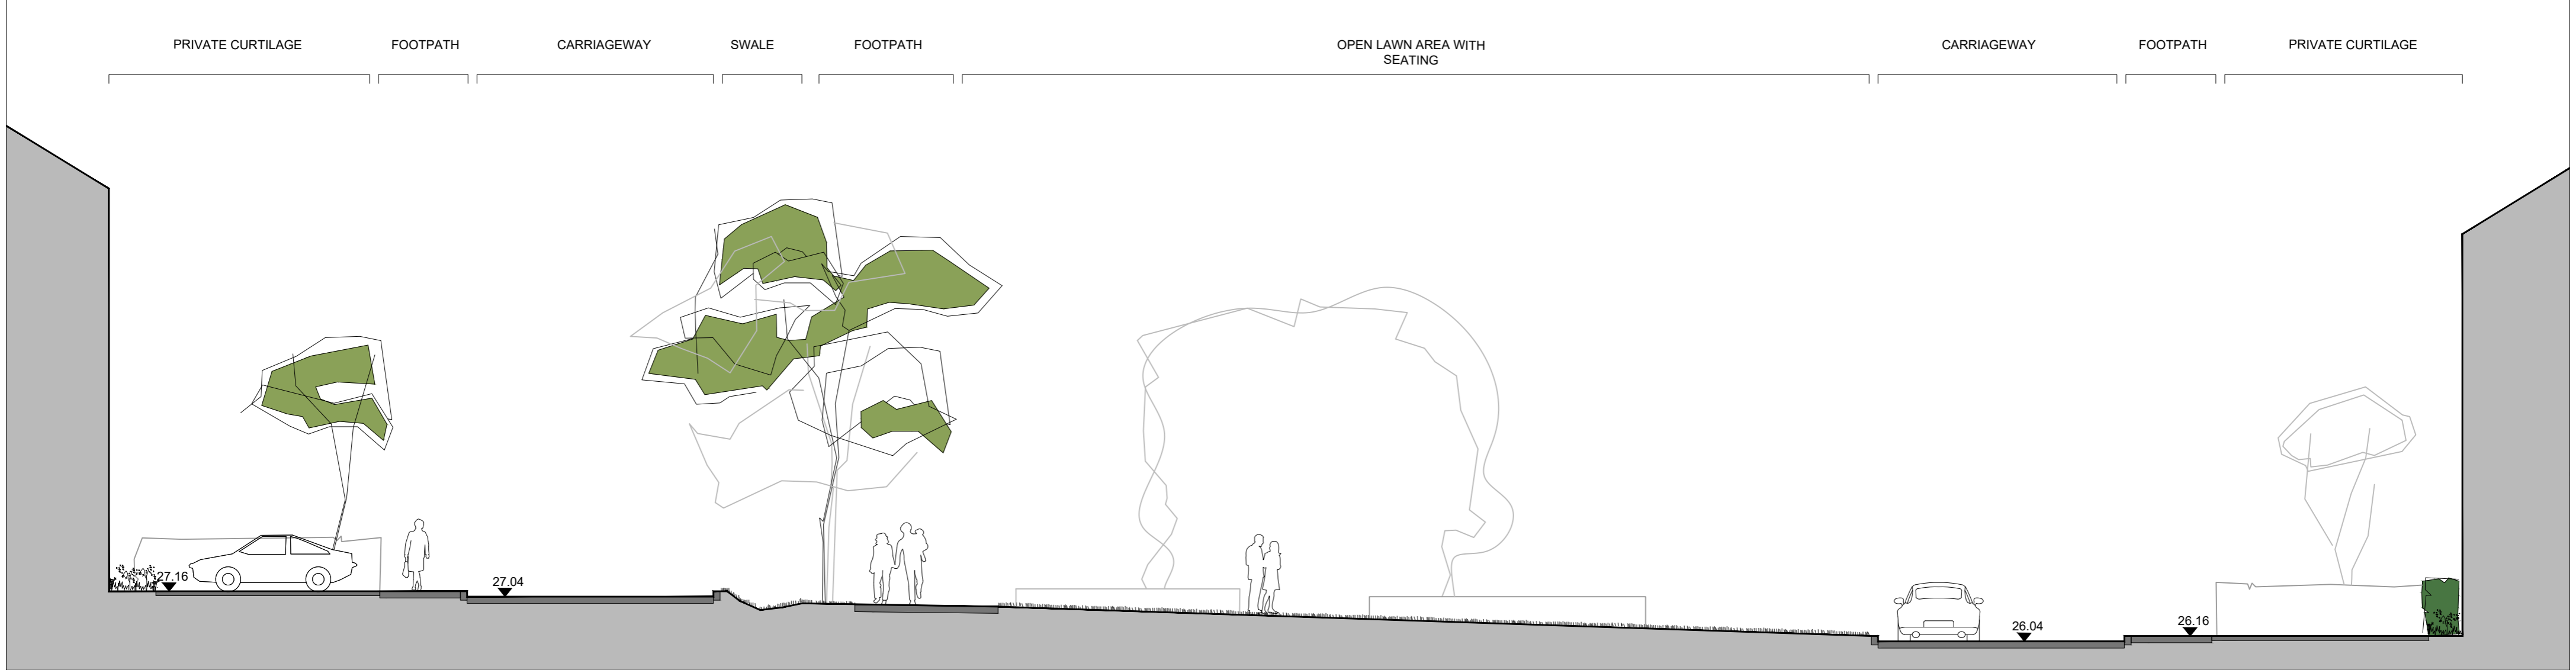 PRIVATE CURTILAGE
FOOTPATH
CARRIAGEWAY
SWALE
FOOTPATH
OPEN LAWN AREA WITH
SEATING
CARRIAGEWAY
FOOTPATH
PRIVATE CURTILAGE
27.16
27.04
26.04
26.16